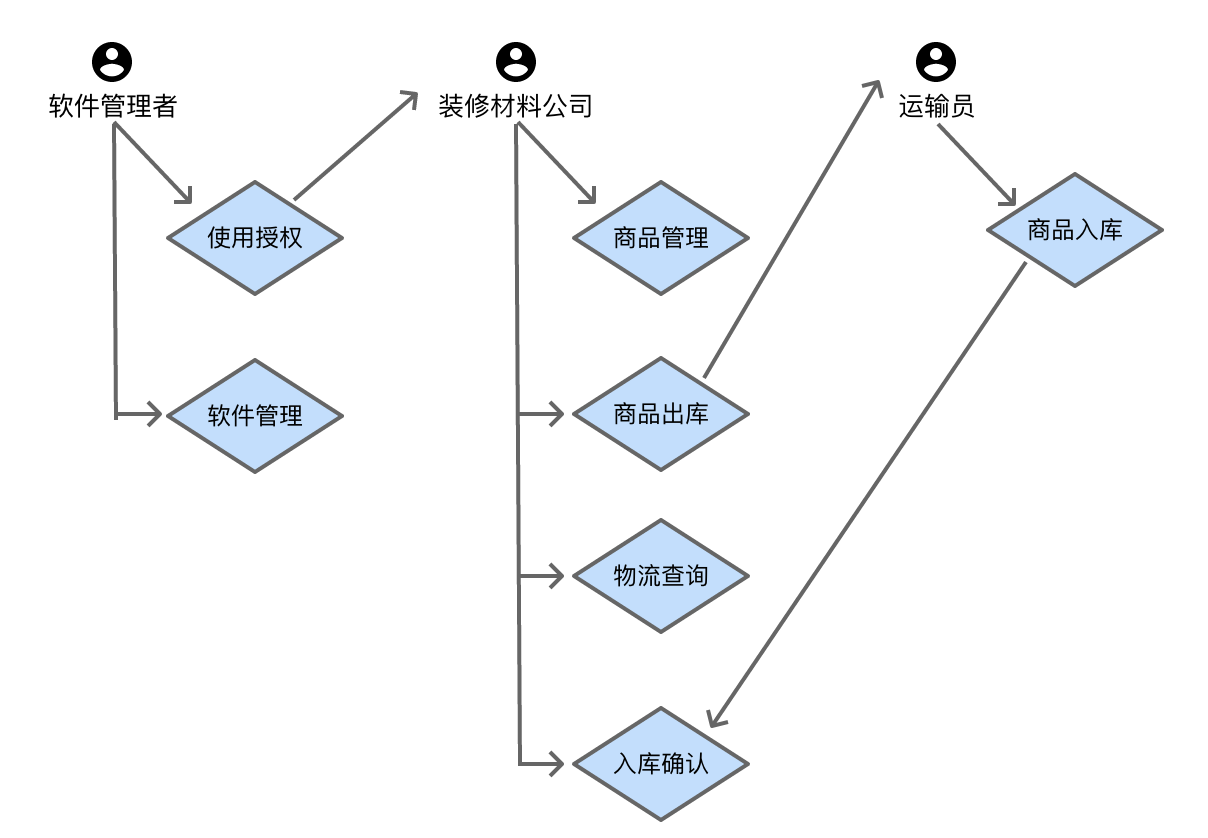 软件管理者
装修材料公司
运输员
使用授权
商品管理
商品入库
软件管理
商品出库
物流查询
入库确认